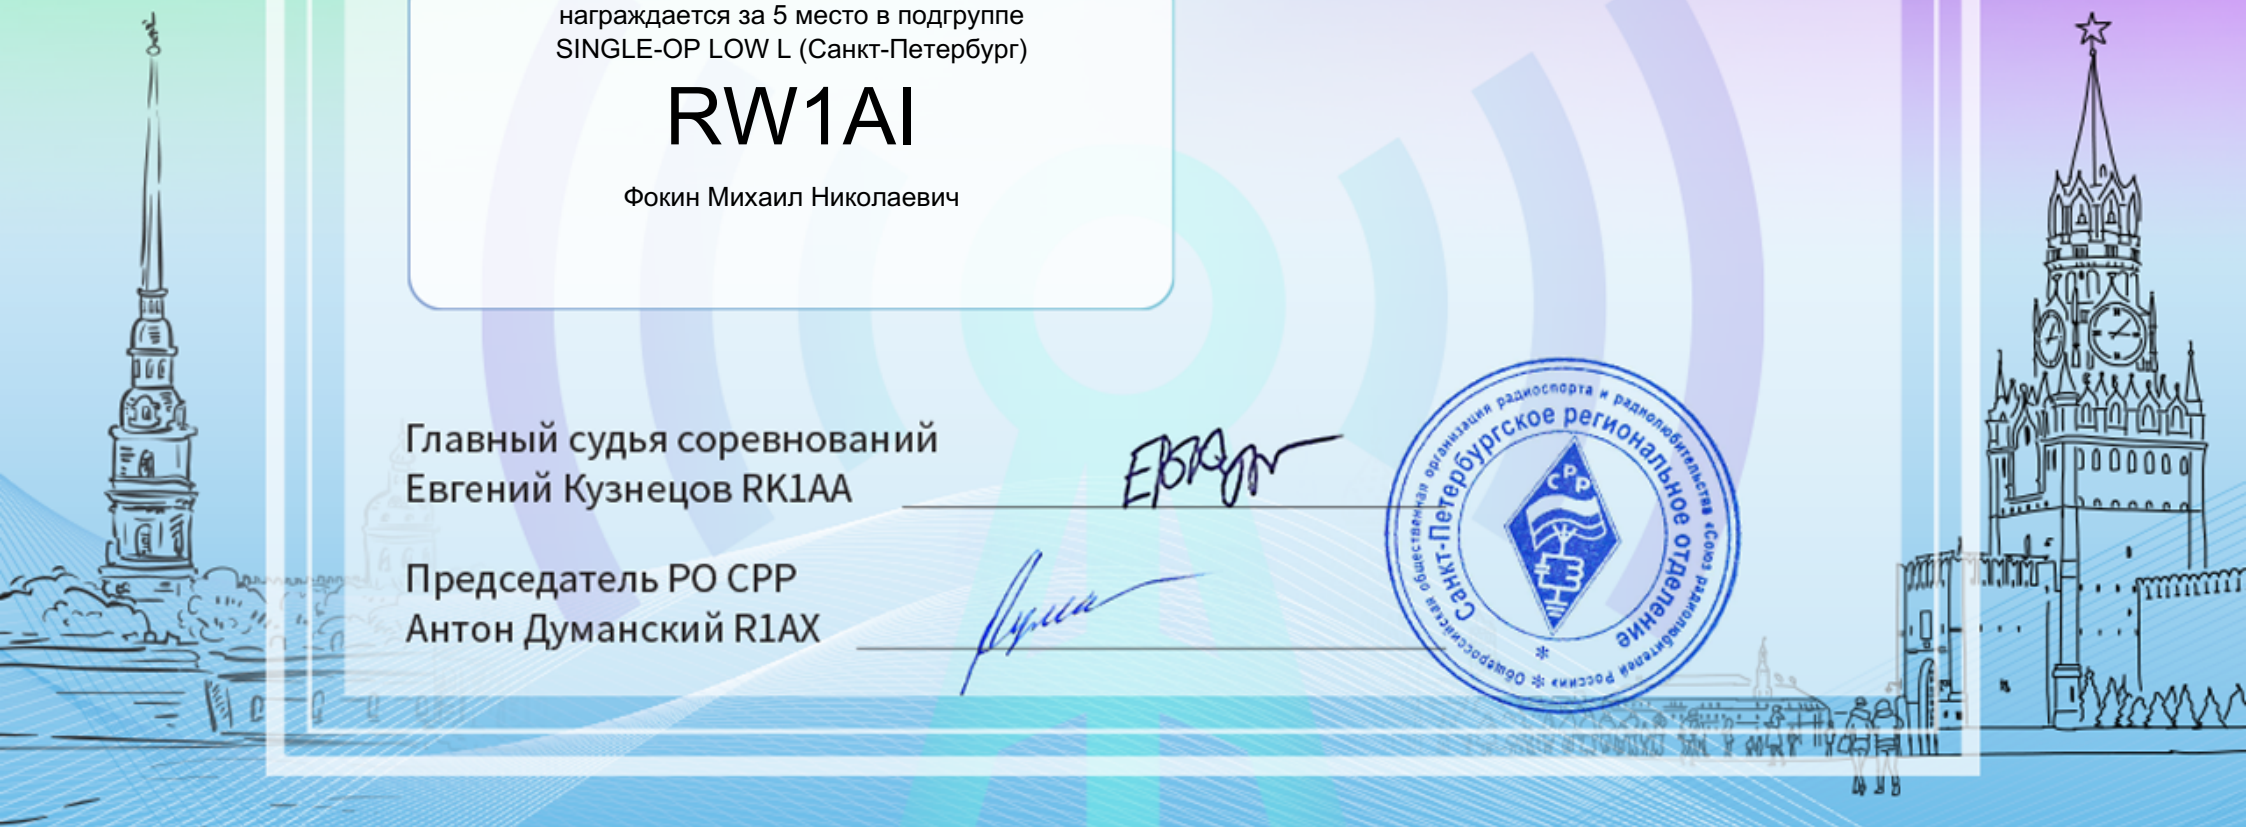 награждается за 5 место в подгруппе
SINGLE-OP LOW L (Санкт-Петербург)
RW1AI
Фокин Михаил Николаевич
Главный судья соревнований
Евгений Кузнецов RK1AA
Председатель РО СРР
Антон Думанский R1AX
Общероссийская общественная организация радиоспорта и радиолюбительства «Союз радиолюбителей России»
Санкт-Петербургское региональное отделение
СРР